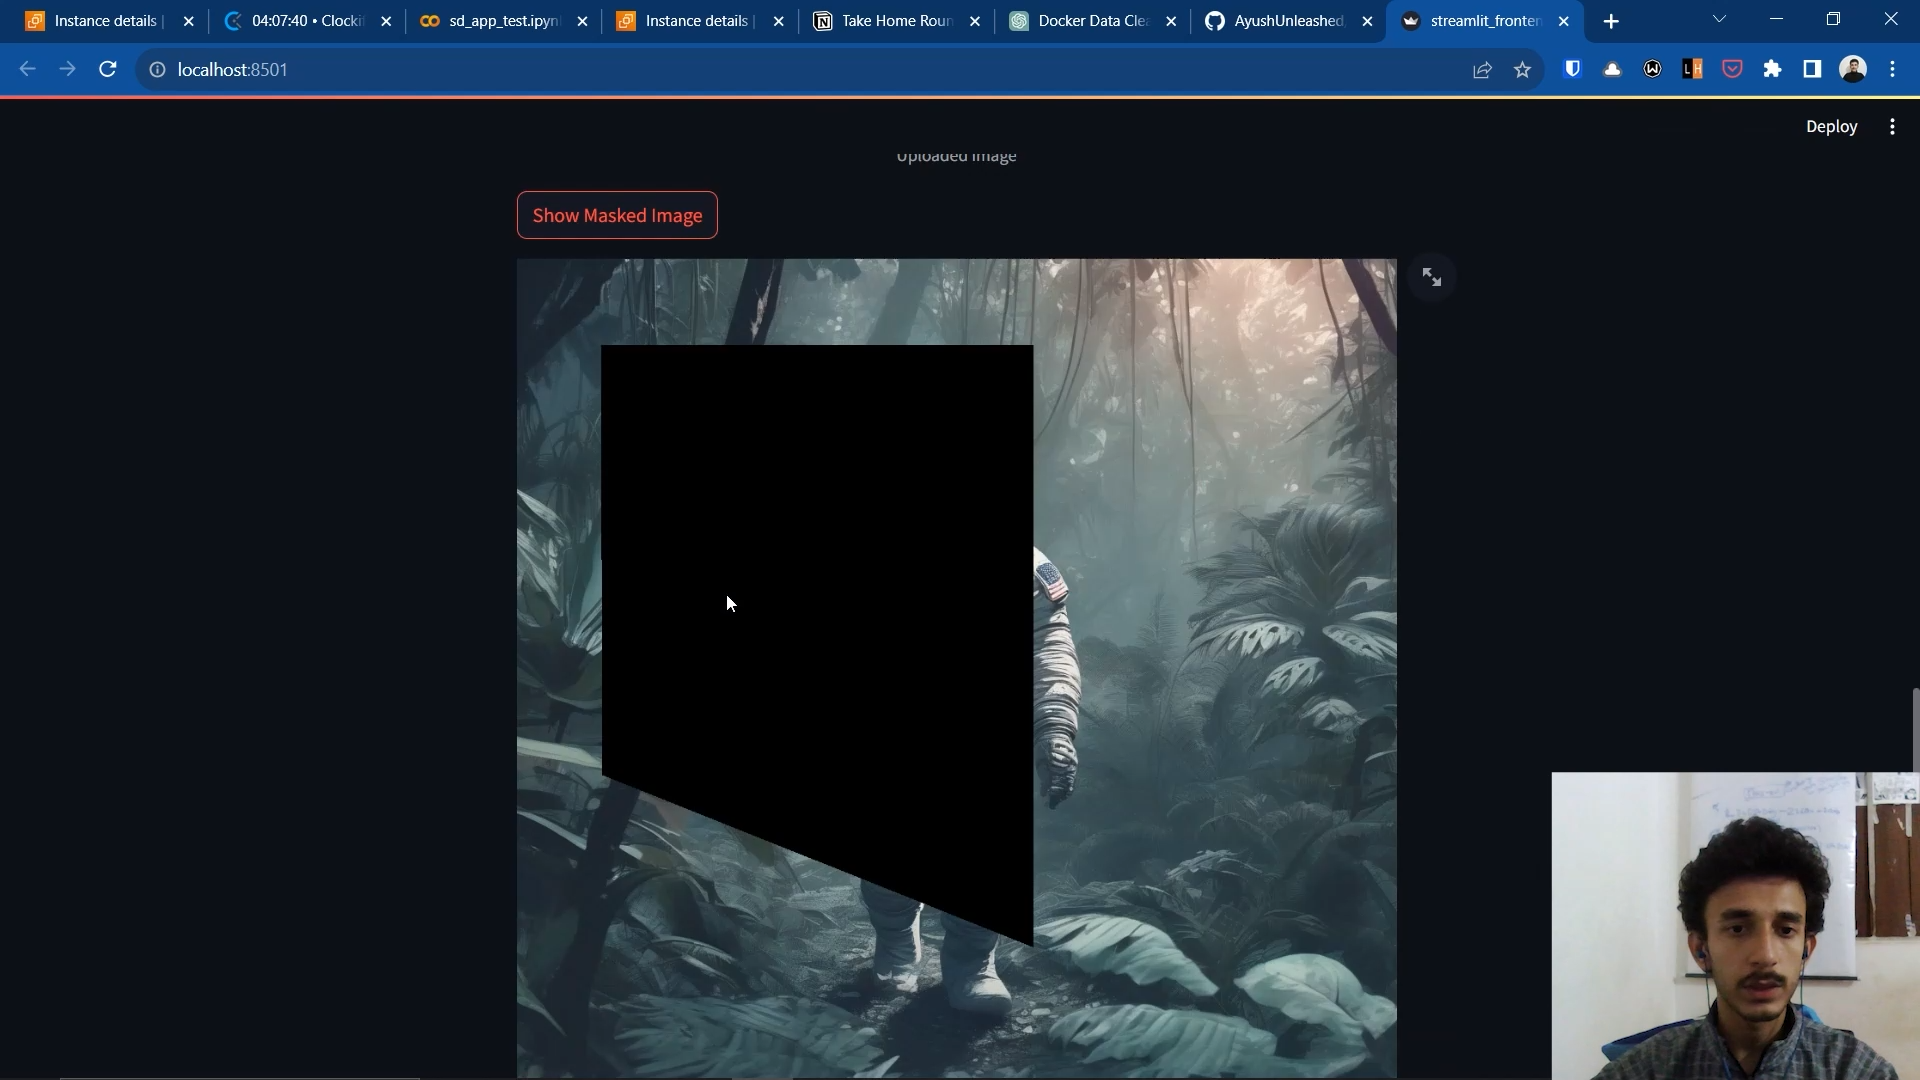 Instance details
04:07:40 • Clocki
sd_app_test.ipyn
Instance details
Take Home Roun
Docker Data Clea
AyushUnleashed
streamlit_fronten
localhost:8501
Deploy
Uploaded Image
Show Masked Image